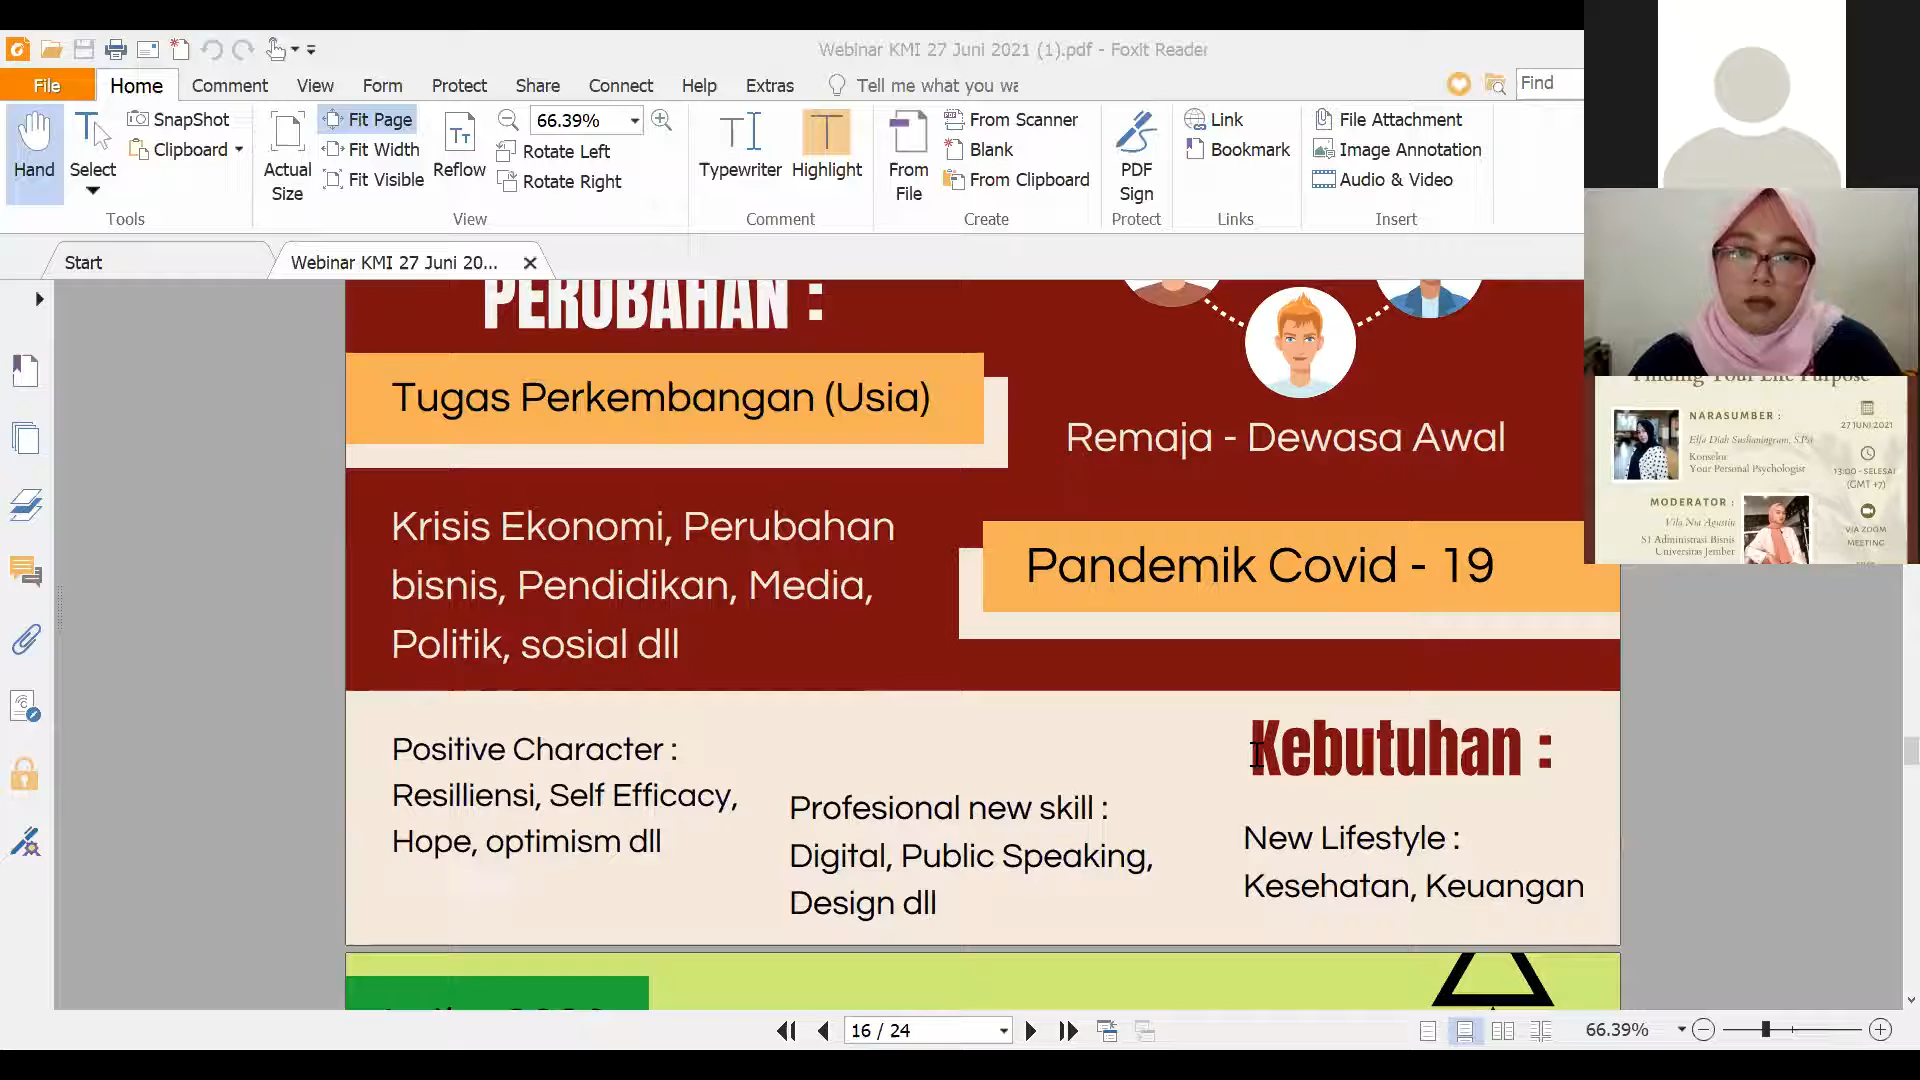 Webinar KMI 27 Juni 2021 (1).pdf - Foxit Reader
File Home Comment View Form Protect Share Connect Help Extras Tell me what you wa Find
Hand
Select
SnapShot
Clipboard
Tools
Actual Size
Fit Page
Fit Width
Fit Visible
Reflow
66.39%
Rotate Left
Rotate Right
View
Typewriter
Highlight
Comment
From File
From Scanner
Blank
From Clipboard
Create
PDF Sign
Protect
Link
Bookmark
Links
File Attachment
Image Annotation
Audio & Video
Insert
Start
Webinar KMI 27 Juni 20...
PERUBAHAN :
Tugas Perkembangan (Usia)
Remaja - Dewasa Awal
Krisis Ekonomi, Perubahan
bisnis, Pendidikan, Media,
Politik, sosial dll
Pandemik Covid - 19
Kebutuhan :
Positive Character :
Resilliensi, Self Efficacy,
Hope, optimism dll
Profesional new skill :
Digital, Public Speaking,
Design dll
New Lifestyle :
Kesehatan, Keuangan
Finding Your Life Purpose
NARASUMBER :
Konselor
Your Personal Psychologist
27 JUNI 2021
13:00 - SELESAI
(GMT +7)
MODERATOR :
Vila Nur Agustin
S1 Administrasi Bisnis
Universitas Jember
VIA ZOOM
MEETING
16 / 24
66.39%